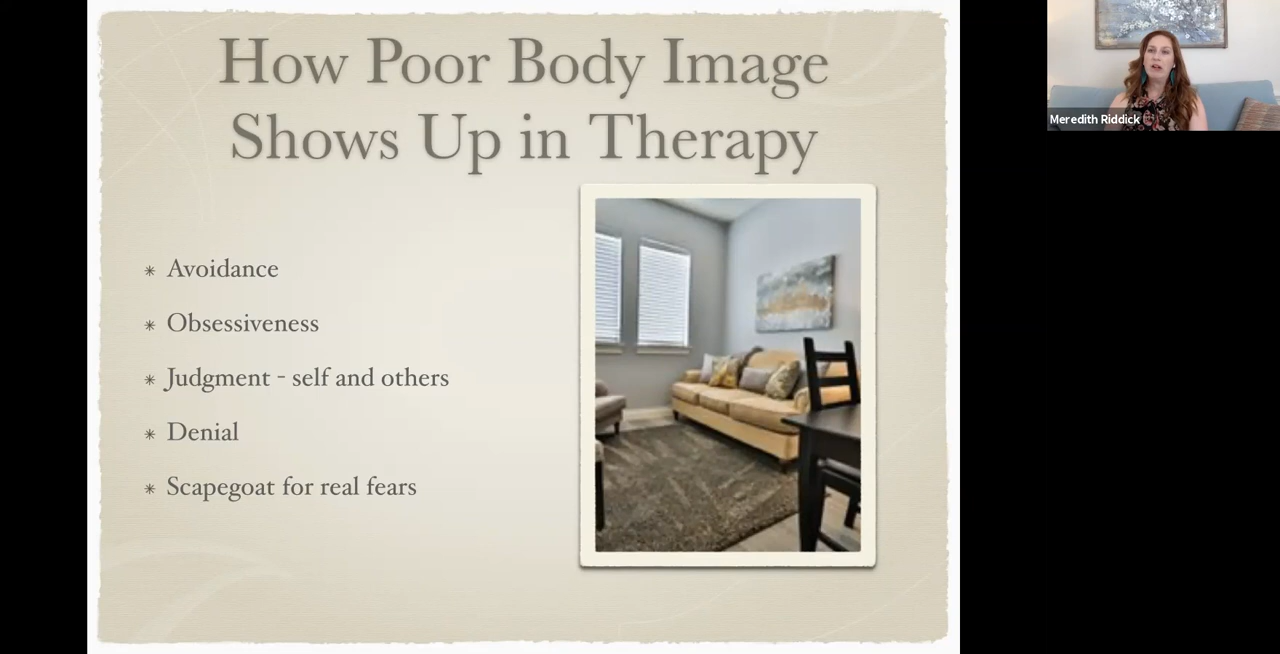 How Poor Body Image
Shows Up in Therapy
Avoidance
Obsessiveness
Judgment - self and others
Denial
Scapegoat for real fears
Meredith Riddick